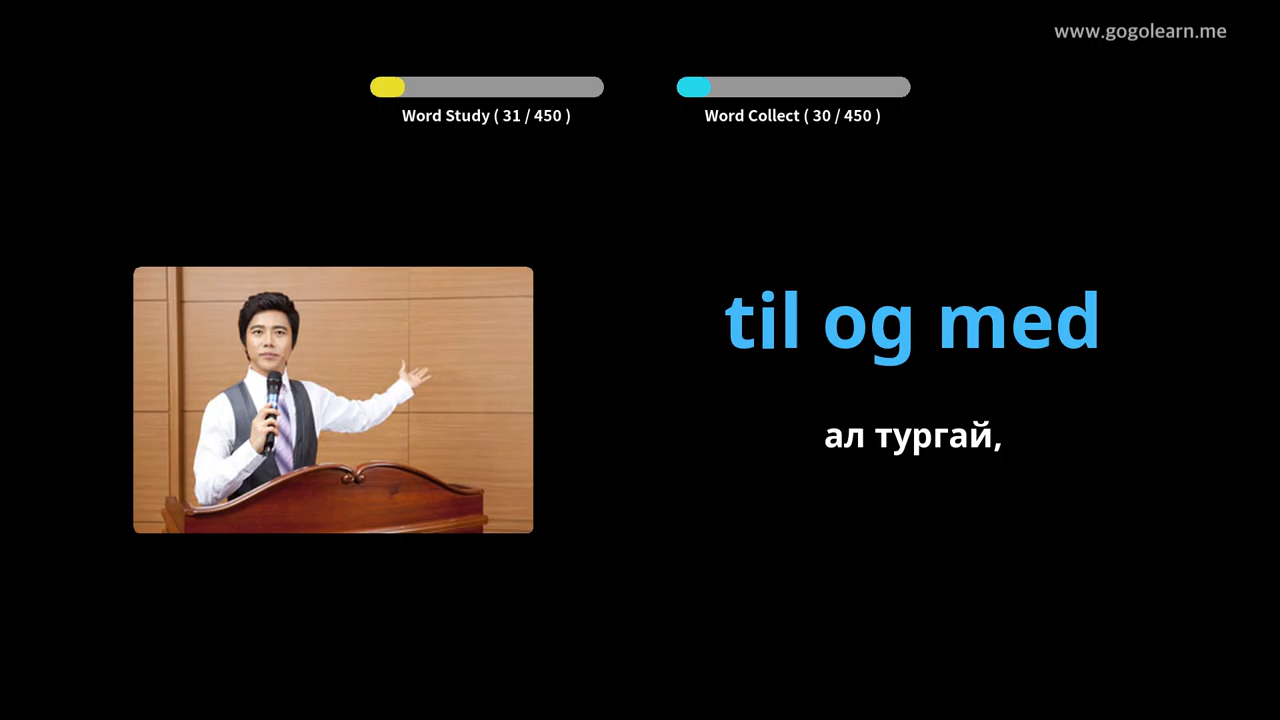 www.gogolearn.me
Word Study ( 31 / 450 )
Word Collect ( 30 / 450 )
til og med
ал тургай,